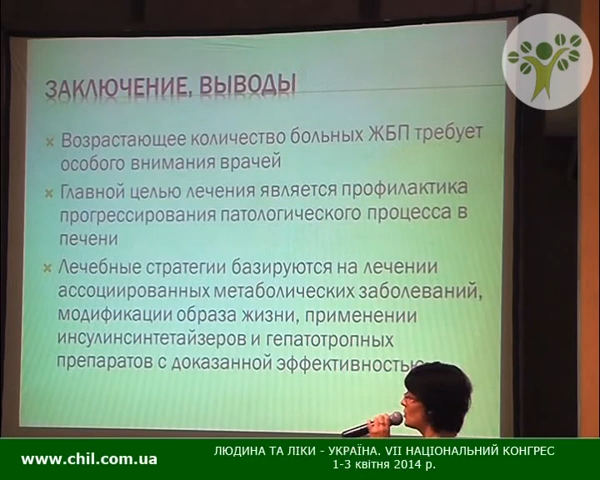 ЗАКЛЮЧЕНИЕ, ВЫВОДЫ
Возрастающее количество больных ЖБП требует
особого внимания врачей
Главной целью лечения является профилактика
прогрессирования патологического процесса в
печени
Лечебные стратегии базируются на лечении
ассоциированных метаболических заболеваний,
модификации образа жизни, применении
инсулинсинтетайзеров и гепатотропных
препаратов с доказанной эффективностью
www.chil.com.ua
ЛЮДИНА ТА ЛІКИ - УКРАЇНА. VII НАЦІОНАЛЬНИЙ КОНГРЕС
1-3 квітня 2014 р.